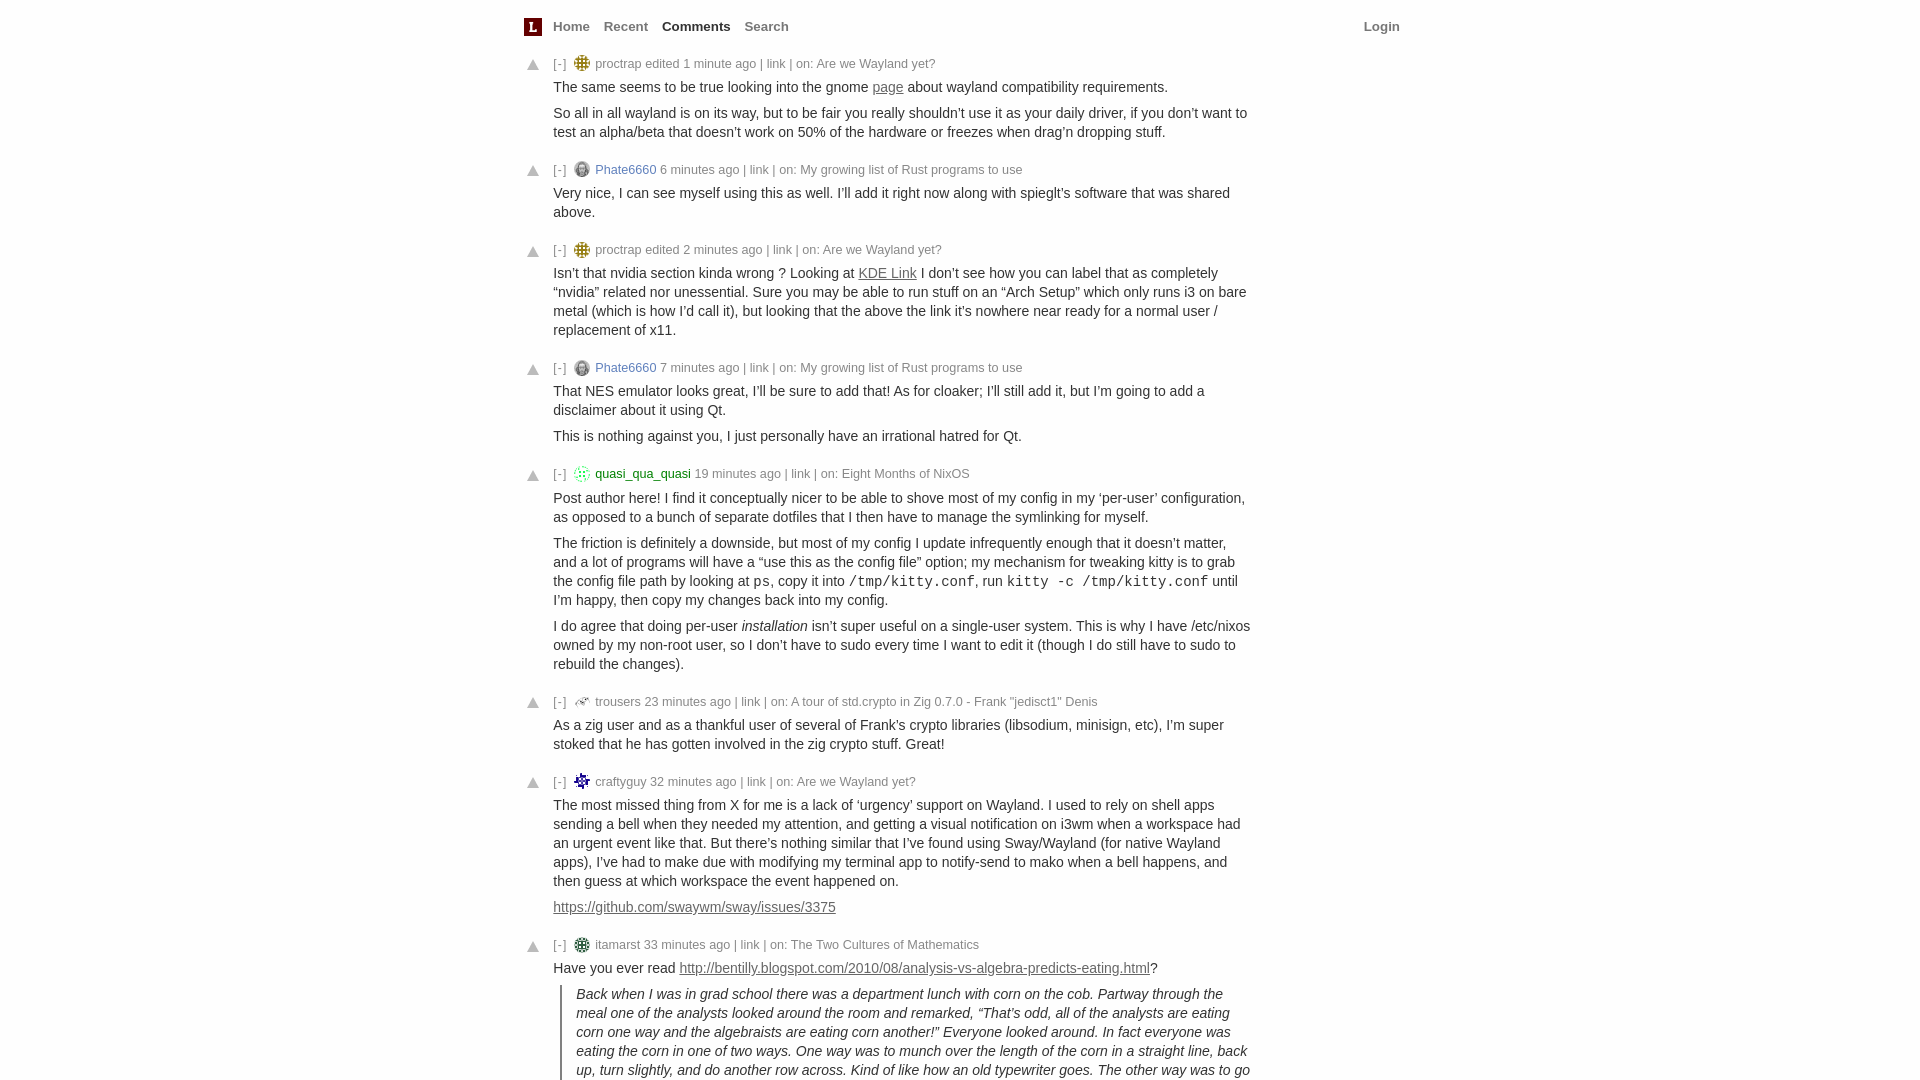 L Home Recent Comments Search Login
[-] proctrap edited 1 minute ago | link | on: Are we Wayland yet?
The same seems to be true looking into the gnome page about wayland compatibility requirements.
So all in all wayland is on its way, but to be fair you really shouldn’t use it as your daily driver, if you don’t want to
test an alpha/beta that doesn’t work on 50% of the hardware or freezes when drag’n dropping stuff.
[-] Phate6660 6 minutes ago | link | on: My growing list of Rust programs to use
Very nice, I can see myself using this as well. I’ll add it right now along with spieglt’s software that was shared
above.
[-] proctrap edited 2 minutes ago | link | on: Are we Wayland yet?
Isn’t that nvidia section kinda wrong ? Looking at KDE Link I don’t see how you can label that as completely
“nvidia” related nor unessential. Sure you may be able to run stuff on an “Arch Setup” which only runs i3 on bare
metal (which is how I’d call it), but looking that the above the link it’s nowhere near ready for a normal user /
replacement of x11.
[-] Phate6660 7 minutes ago | link | on: My growing list of Rust programs to use
That NES emulator looks great, I’ll be sure to add that! As for cloaker; I’ll still add it, but I’m going to add a
disclaimer about it using Qt.
This is nothing against you, I just personally have an irrational hatred for Qt.
[-] quasi_qua_quasi 19 minutes ago | link | on: Eight Months of NixOS
Post author here! I find it conceptually nicer to be able to shove most of my config in my ‘per-user’ configuration,
as opposed to a bunch of separate dotfiles that I then have to manage the symlinking for myself.
The friction is definitely a downside, but most of my config I update infrequently enough that it doesn’t matter,
and a lot of programs will have a “use this as the config file” option; my mechanism for tweaking kitty is to grab
the config file path by looking at ps, copy it into /tmp/kitty.conf, run kitty -c /tmp/kitty.conf until
I’m happy, then copy my changes back into my config.
I do agree that doing per-user installation isn’t super useful on a single-user system. This is why I have /etc/nixos
owned by my non-root user, so I don’t have to sudo every time I want to edit it (though I do still have to sudo to
rebuild the changes).
[-] trousers 23 minutes ago | link | on: A tour of std.crypto in Zig 0.7.0 - Frank "jedisct1" Denis
As a zig user and as a thankful user of several of Frank’s crypto libraries (libsodium, minisign, etc), I’m super
stoked that he has gotten involved in the zig crypto stuff. Great!
[-] craftyguy 32 minutes ago | link | on: Are we Wayland yet?
The most missed thing from X for me is a lack of ‘urgency’ support on Wayland. I used to rely on shell apps
sending a bell when they needed my attention, and getting a visual notification on i3wm when a workspace had
an urgent event like that. But there’s nothing similar that I’ve found using Sway/Wayland (for native Wayland
apps), I’ve had to make due with modifying my terminal app to notify-send to mako when a bell happens, and
then guess at which workspace the event happened on.
https://github.com/swaywm/sway/issues/3375
[-] itamarst 33 minutes ago | link | on: The Two Cultures of Mathematics
Have you ever read http://bentilly.blogspot.com/2010/08/analysis-vs-algebra-predicts-eating.html?
Back when I was in grad school there was a department lunch with corn on the cob. Partway through the
meal one of the analysts looked around the room and remarked, “That’s odd, all of the analysts are eating
corn one way and the algebraists are eating corn another!” Everyone looked around. In fact everyone was
eating the corn in one of two ways. One way was to munch over the length of the corn in a straight line, back
up, turn slightly, and do another row across. Kind of like how an old typewriter goes. The other way was to go